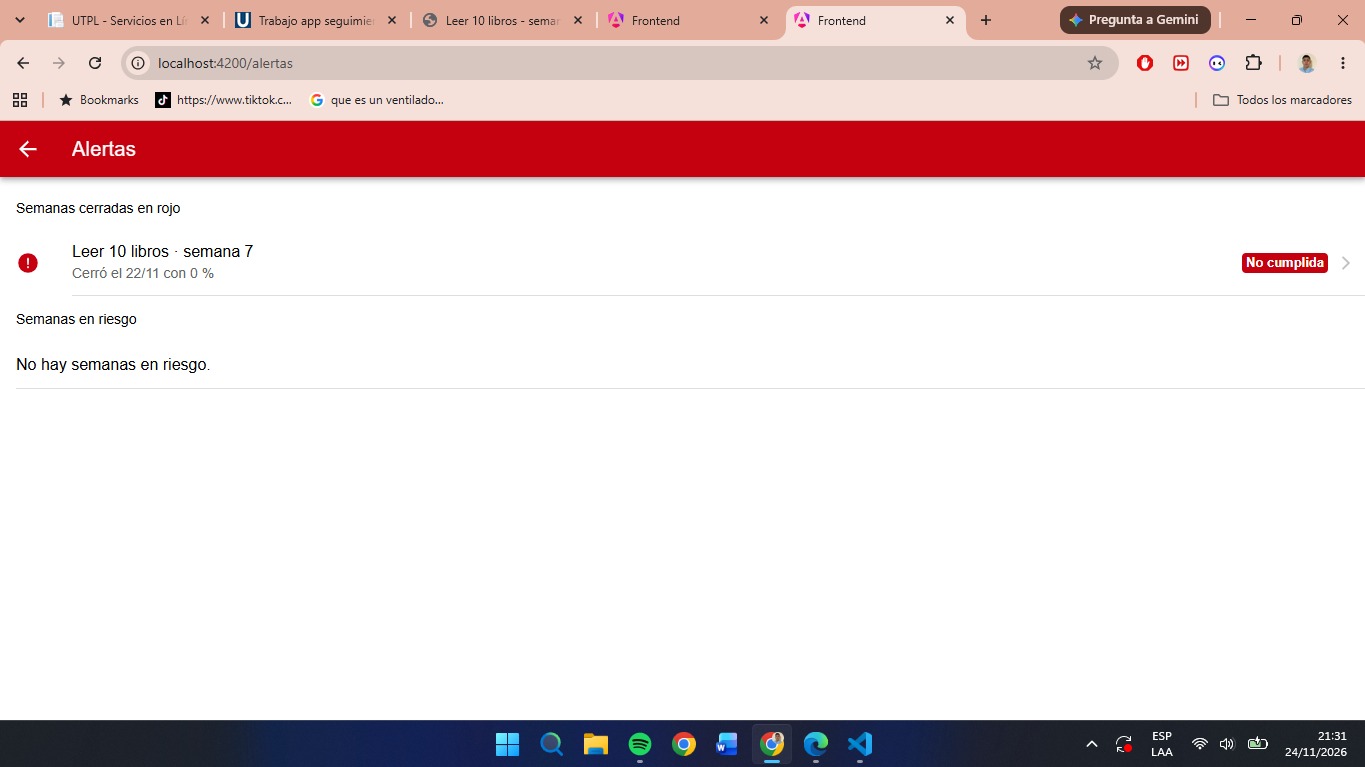 UTPL - Servicios en Lí
Trabajo app seguimie
Leer 10 libros - semar
Frontend
Frontend
Pregunta a Gemini
localhost:4200/alertas
Bookmarks
https://www.tiktok.c...
que es un ventilado...
Todos los marcadores
Alertas
Semanas cerradas en rojo
Leer 10 libros · semana 7
Cerró el 22/11 con 0 %
No cumplida
Semanas en riesgo
No hay semanas en riesgo.
ESP
LAA
21:31
24/11/2026